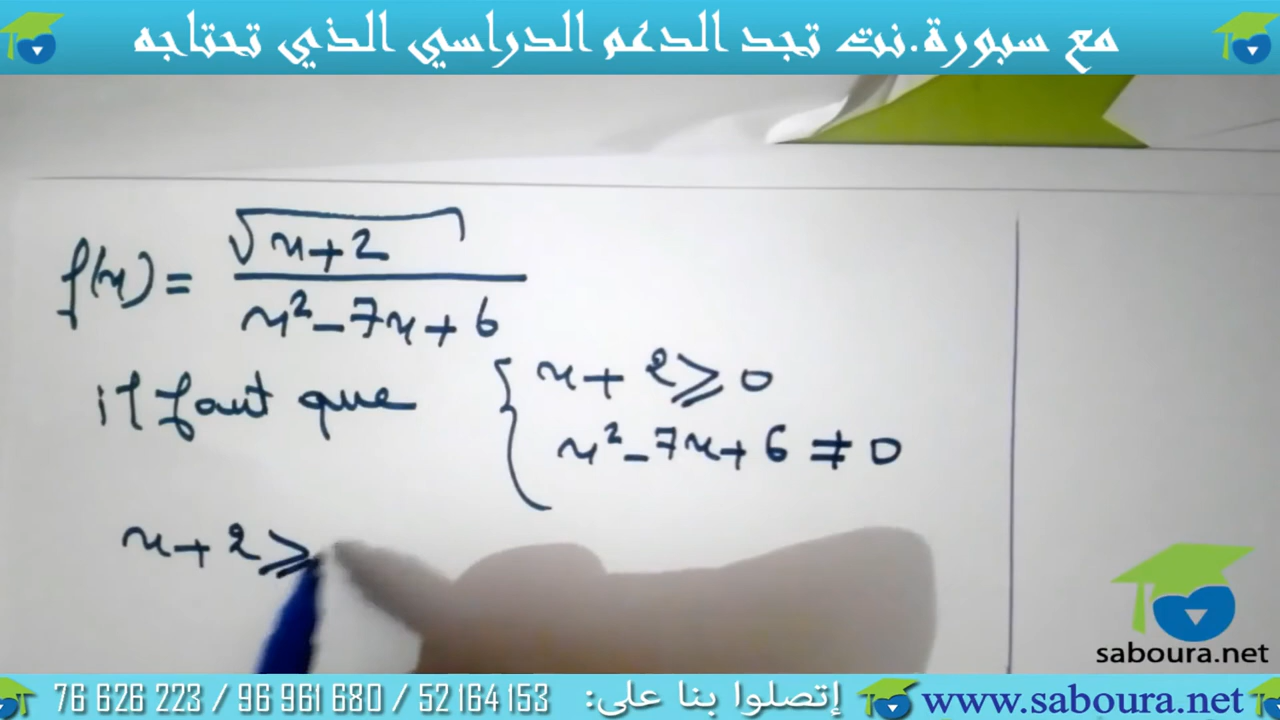 مع سبورة.نت تجد الدعم الدراسي الذي تحتاجه
f(x) = √(x+2) / (x² - 7x + 6)
il faut que { x + 2 ⩾ 0
x² - 7x + 6 ≠ 0
x + 2 ⩾
saboura.net
76 626 223 / 96 961 680 / 52 164 153 إتصلوا بنا على: www.saboura.net